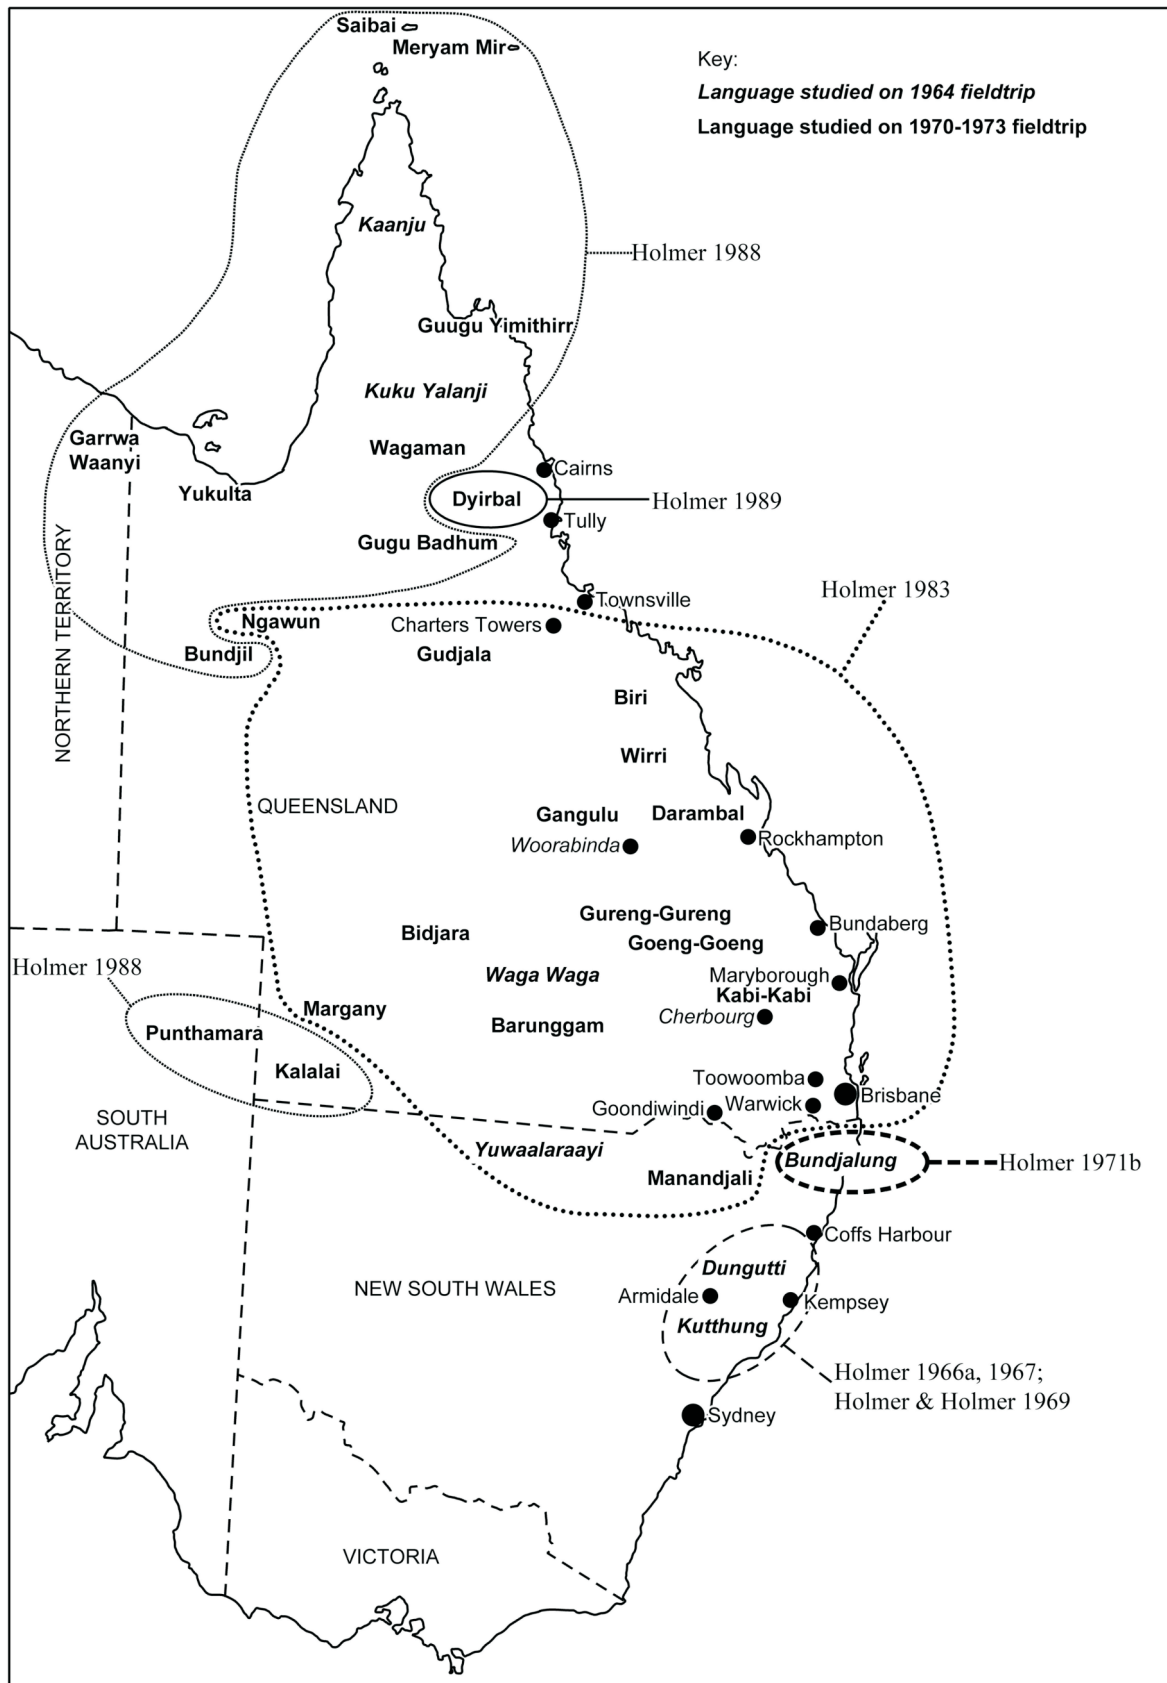 Saibai
Meryam Mir
Key:
Language studied on 1964 fieldtrip
Language studied on 1970-1973 fieldtrip
Kaanju
Holmer 1988
Guugu Yimithirr
Kuku Yalanji
Garrwa
Waanyi
Wagaman
Cairns
Yukulta
Dyirbal
Holmer 1989
Tully
Gugu Badhum
NORTHERN TERRITORY
Holmer 1983
Townsville
Ngawun
Charters Towers
Bundjil
Gudjala
Biri
Wirri
QUEENSLAND
Gangulu
Darambal
Woorabinda
Rockhampton
Gureng-Gureng
Bundaberg
Bidjara
Goeng-Goeng
Holmer 1988
Waga Waga
Maryborough
Kabi-Kabi
Margany
Cherbourg
Punthamara
Barunggam
Kalalai
Toowoomba
Brisbane
Warwick
Goondiwindi
SOUTH
AUSTRALIA
Yuwaalaraayi
Bundjalung
Holmer 1971b
Manandjali
Coffs Harbour
Dungutti
NEW SOUTH WALES
Armidale
Kempsey
Kutthung
Holmer 1966a, 1967;
Holmer & Holmer 1969
Sydney
VICTORIA